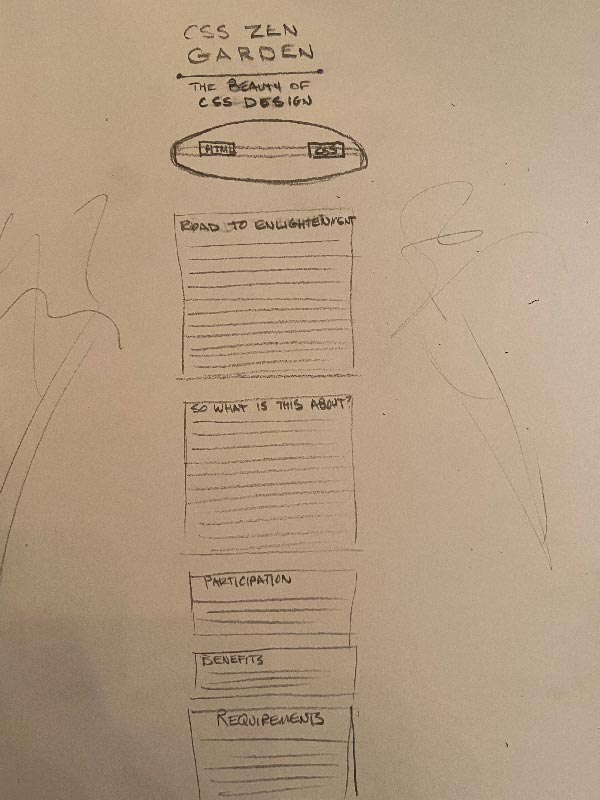 CSS ZEN
GARDEN
THE BEAUTY OF
CSS DESIGN
HTML
CSS
ROAD TO ENLIGHTENMENT
SO WHAT IS THIS ABOUT?
PARTICIPATION
BENEFITS
REQUIREMENTS